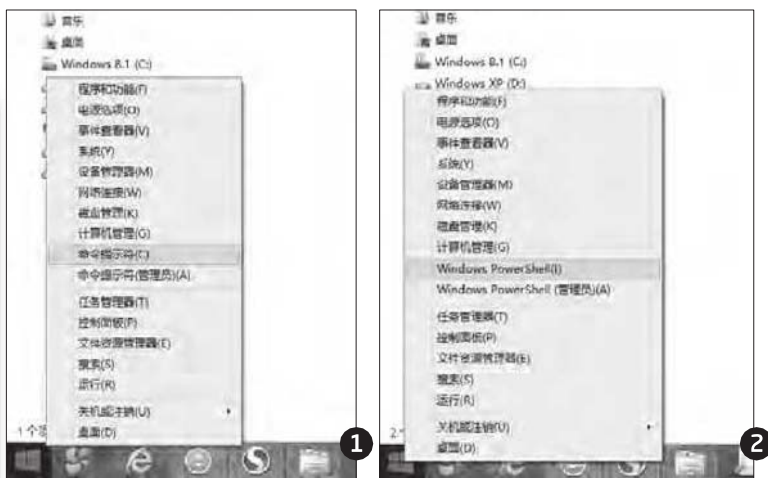 音乐
桌面
Windows 8.1 (C:)
程序和功能(F)
电源选项(O)
事件查看器(V)
系统(Y)
设备管理器(M)
网络连接(W)
磁盘管理(K)
计算机管理(G)
命令提示符(C)
命令提示符(管理员)(A)
任务管理器(T)
控制面板(P)
文件资源管理器(E)
搜索(S)
运行(R)
关机或注销(U)
桌面(D)
1 个项
1
音乐
桌面
Windows 8.1 (C:)
Windows XP (D:)
程序和功能(F)
电源选项(O)
事件查看器(V)
系统(Y)
设备管理器(M)
网络连接(W)
磁盘管理(K)
计算机管理(G)
Windows PowerShell(I)
Windows PowerShell (管理员)(A)
任务管理器(T)
控制面板(P)
文件资源管理器(E)
搜索(S)
运行(R)
关机或注销(U)
桌面(D)
2
2